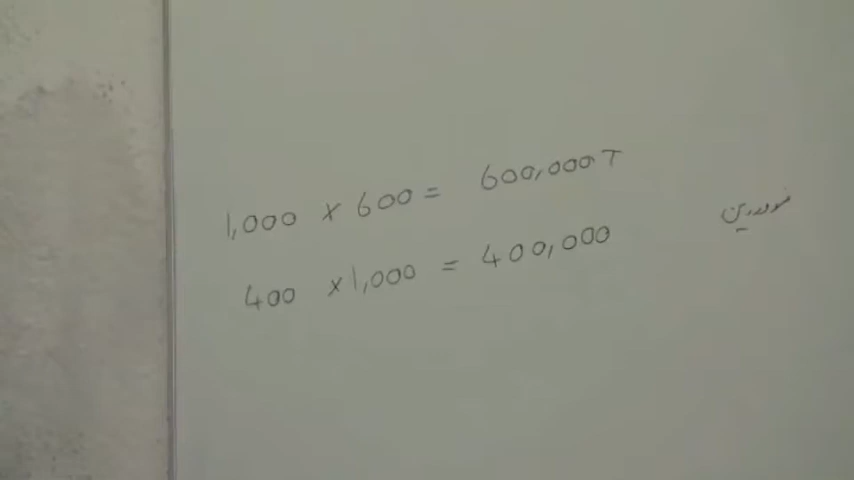 1,000 x 600 = 600,000 T
400 x 1,000 = 400,000